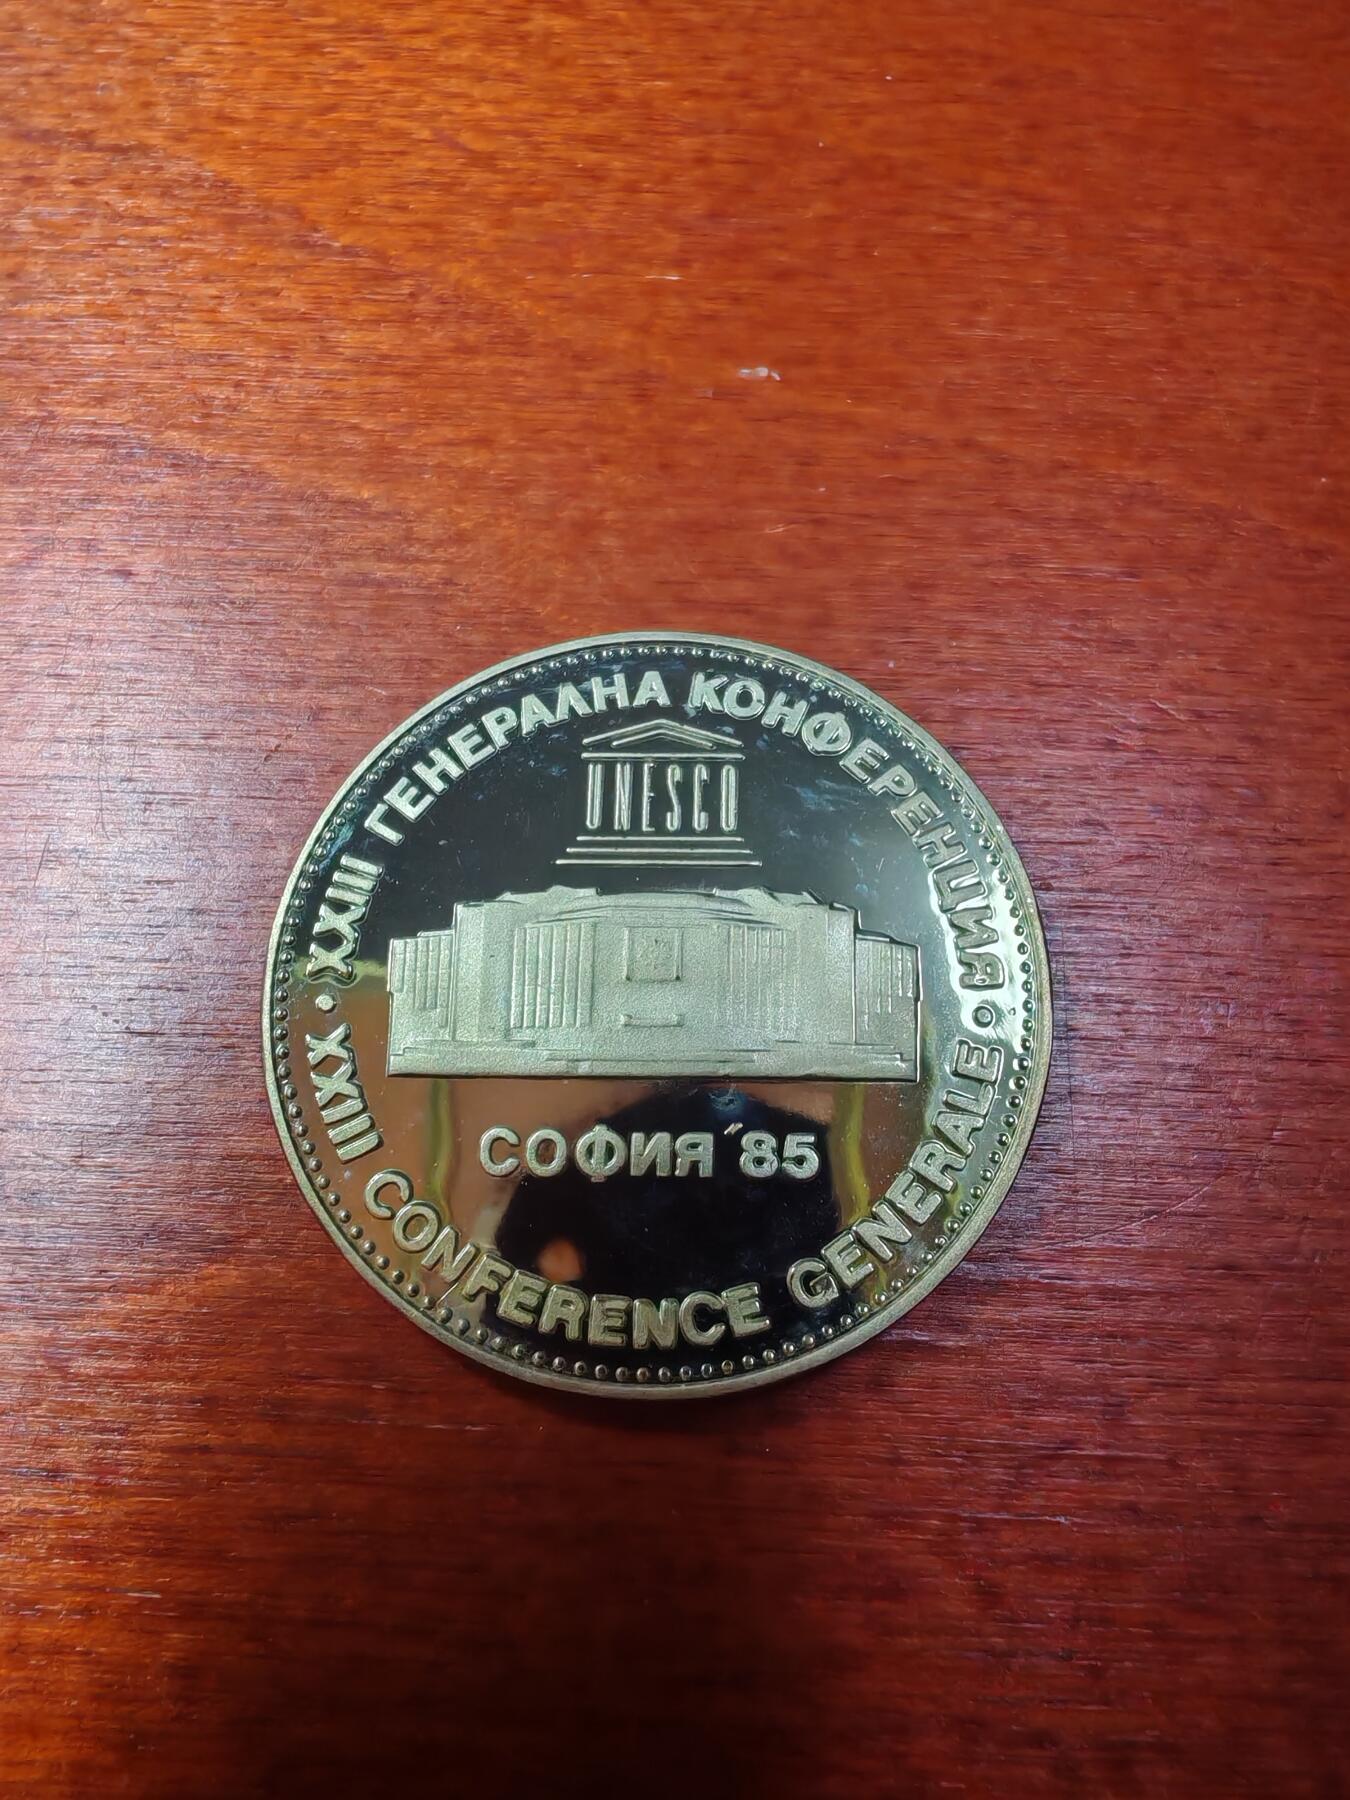 XXIII ГЕНЕРАЛНА КОНФЕРЕНЦИЯ •
UNESCO
СОФИЯ '85
• XXIII CONFERENCE GENERALE